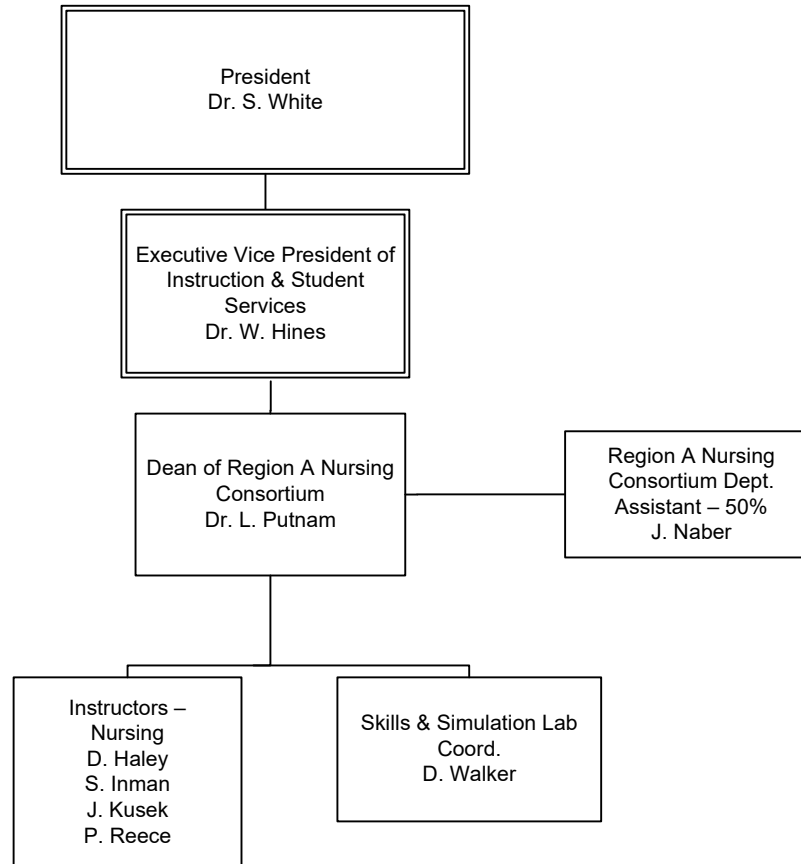 President
Dr. S. White
Executive Vice President of
Instruction & Student
Services
Dr. W. Hines
Dean of Region A Nursing
Consortium
Dr. L. Putnam
Region A Nursing
Consortium Dept.
Assistant – 50%
J. Naber
Instructors –
Nursing
D. Haley
S. Inman
J. Kusek
P. Reece
Skills & Simulation Lab
Coord.
D. Walker